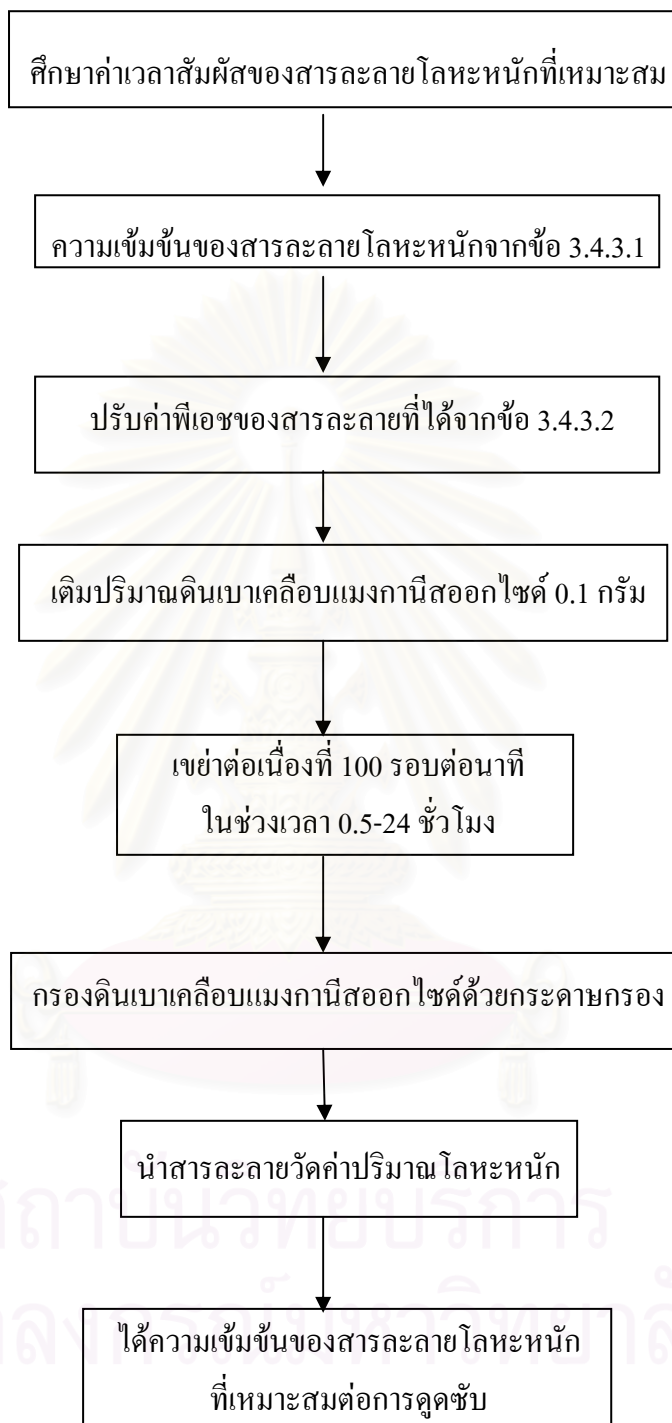 ศึกษาค่าเวลาสัมผัสของสารละลายโลหะหนักที่เหมาะสม
ความเข้มข้นของสารละลายโลหะหนักจากข้อ 3.4.3.1
ปรับค่าพีเอชของสารละลายที่ได้จากข้อ 3.4.3.2
เติมปริมาณดินเบาเคลือบแมงกานีสออกไซด์ 0.1 กรัม
เขย่าต่อเนื่องที่ 100 รอบต่อนาที
ในช่วงเวลา 0.5-24 ชั่วโมง
กรองดินเบาเคลือบแมงกานีสออกไซด์ด้วยกระดาษกรอง
นำสารละลายวัดค่าปริมาณโลหะหนัก
สถาบันวิทยบริการ
ได้ความเข้มข้นของสารละลายโลหะหนัก
ที่เหมาะสมต่อการดูดซับ